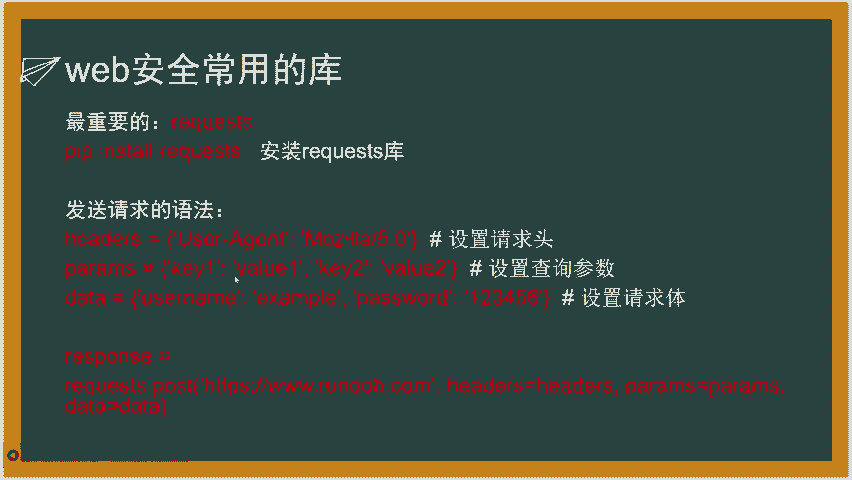 web安全常用的库
最重要的：requests
pip install requests 安装requests库
发送请求的语法：
headers = {'User-Agent': 'Mozilla/5.0'} # 设置请求头
params = {'key1': 'value1', 'key2': 'value2'} # 设置查询参数
data = {'username': 'example', 'password': '123456'} # 设置请求体
response =
requests.post('https://www.runoob.com', headers=headers, params=params,
data=data)